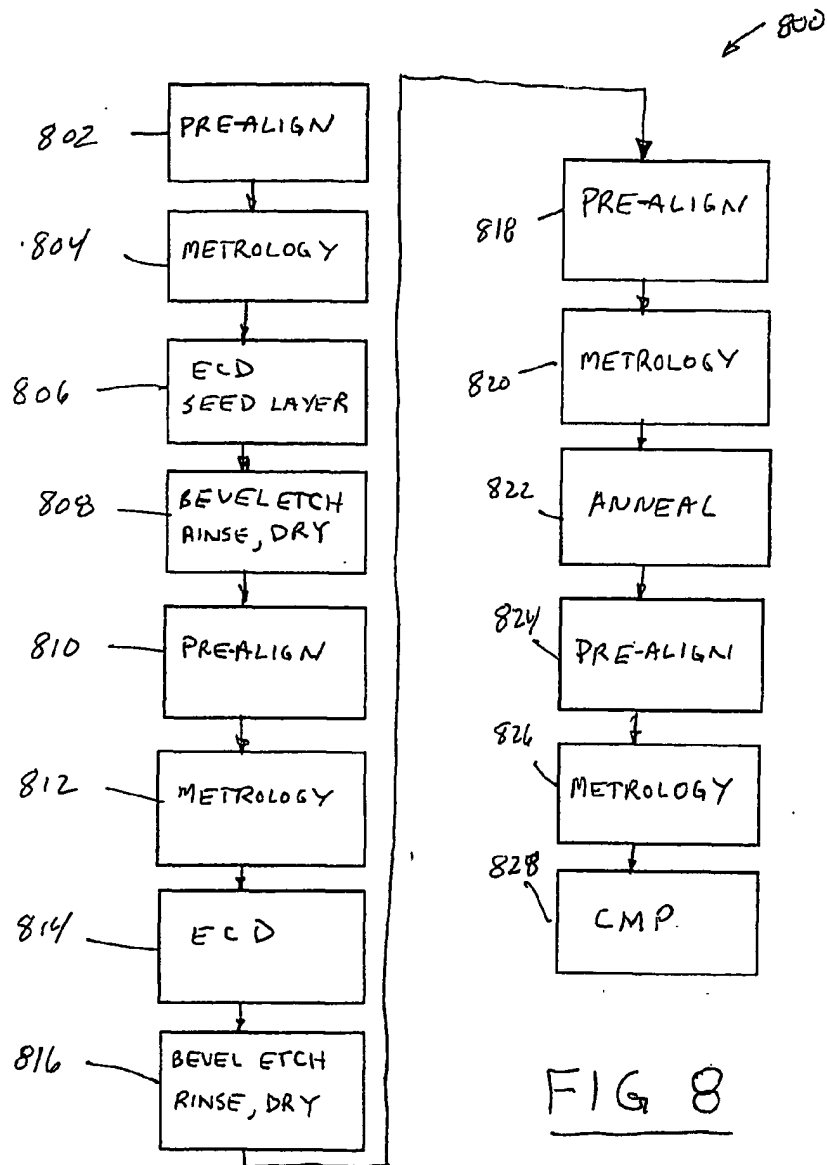 800
802
PRE-ALIGN
804
METROLOGY
806
ECD
SEED LAYER
808
BEVEL ETCH
RINSE, DRY
810
PRE-ALIGN
812
METROLOGY
814
ECD
816
BEVEL ETCH
RINSE, DRY
818
PRE-ALIGN
820
METROLOGY
822
ANNEAL
824
PRE-ALIGN
826
METROLOGY
828
CMP.
FIG 8